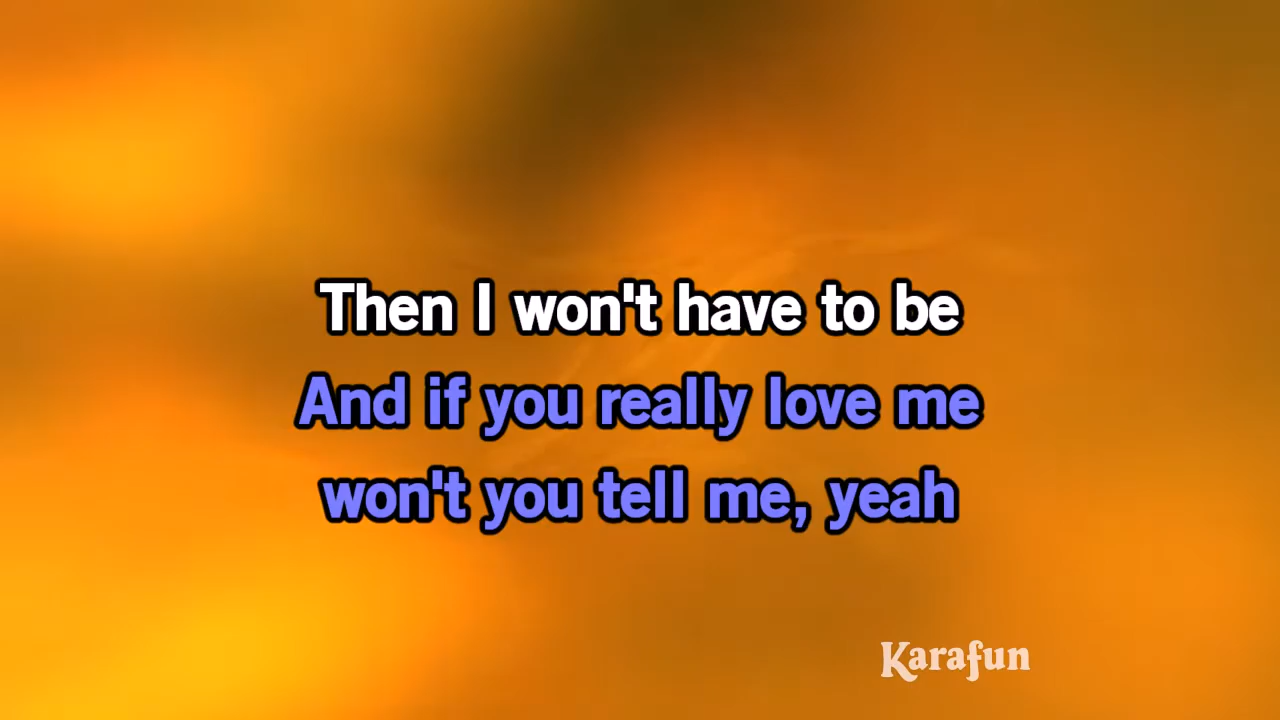 Then I won't have to be
And if you really love me
won't you tell me, yeah
Karafun